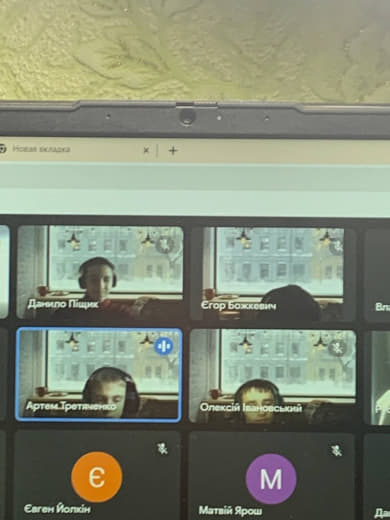 Новая вкладка
Данило Піщик
Єгор Божкевич
Артем Третяченко
Олексій Івановський
Є
М
Євген Йолкін
Матвій Ярош